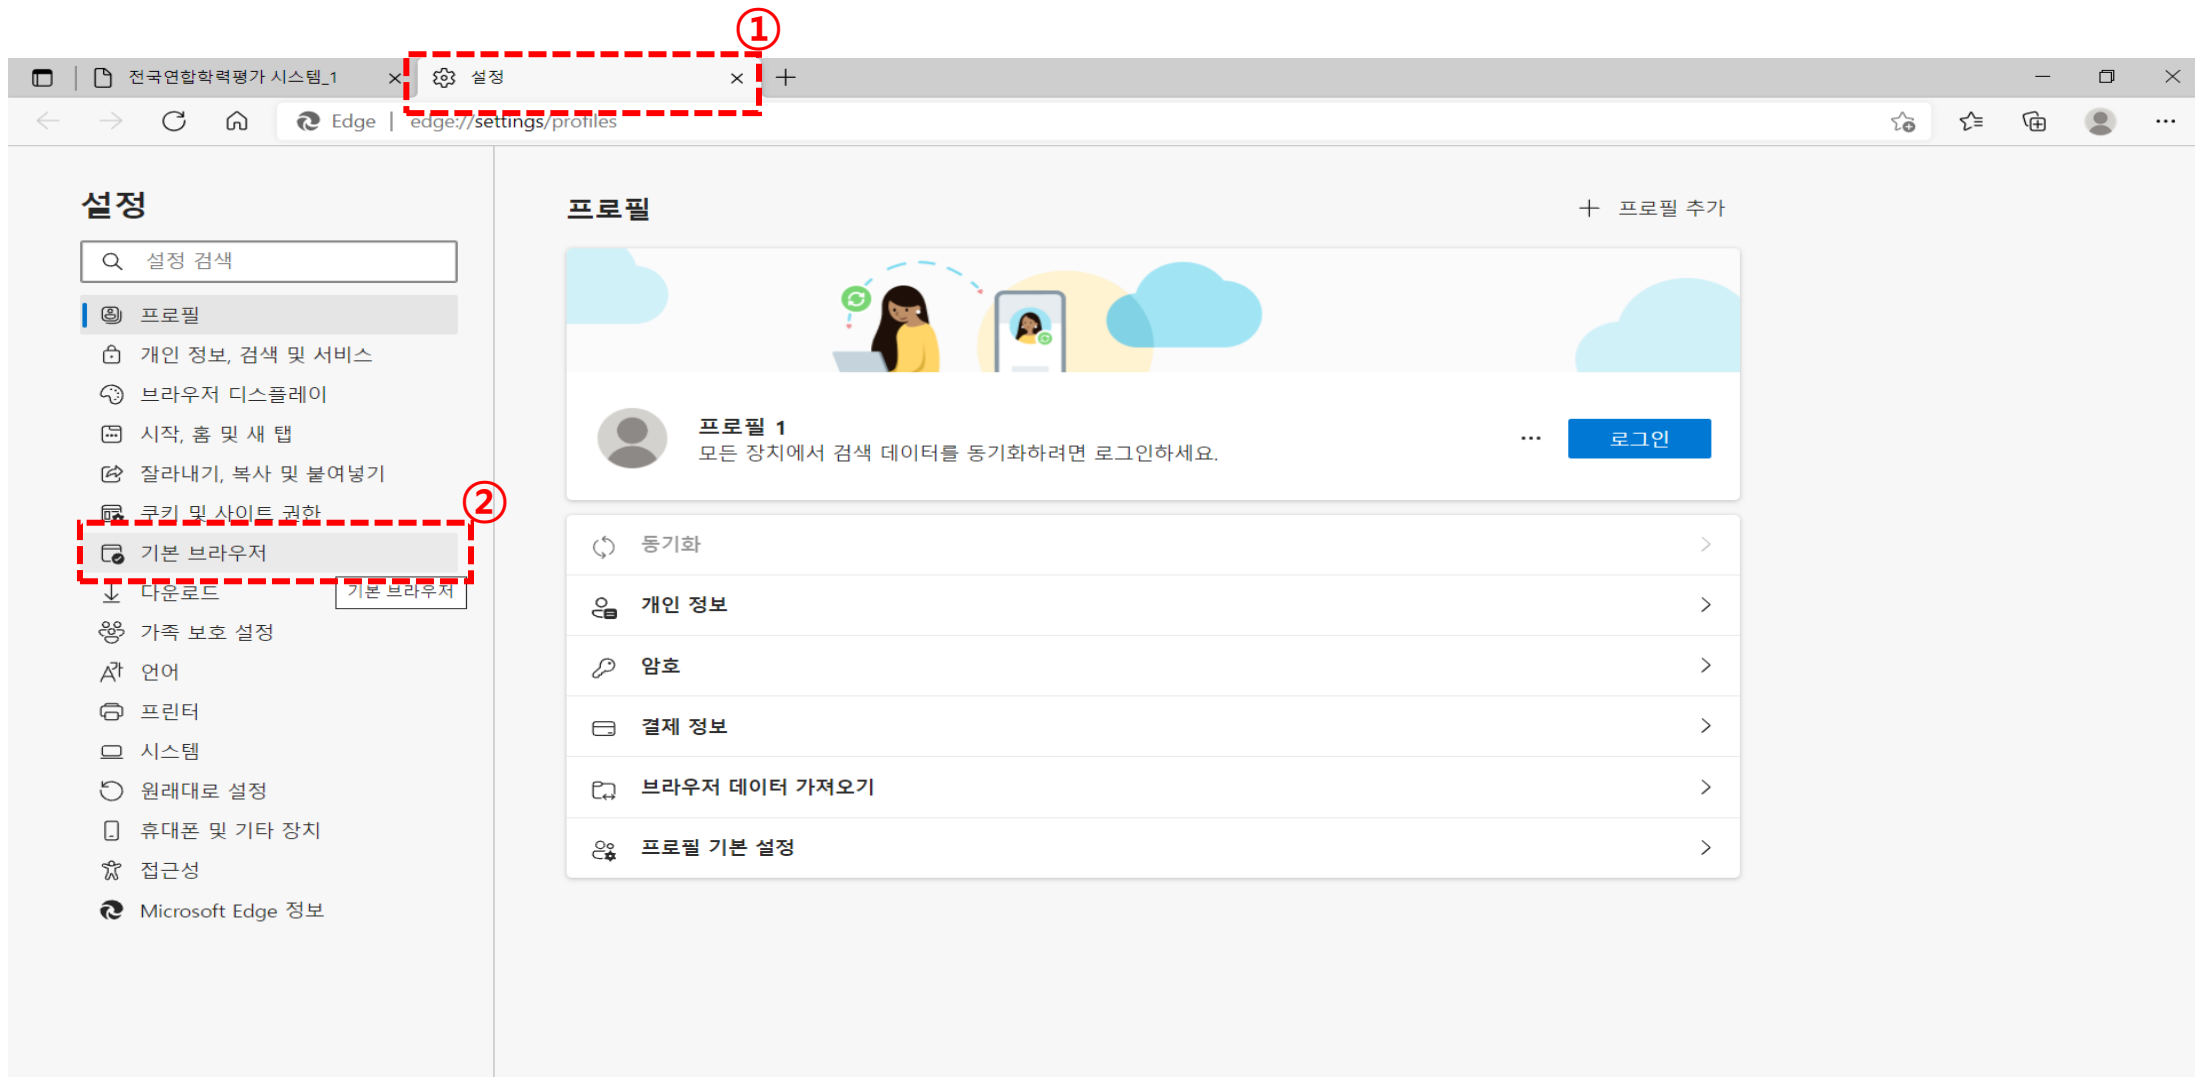 ①
전국연합학력평가 시스템_1
설정
Edge | edge://settings/profiles
설정
설정 검색
프로필
개인 정보, 검색 및 서비스
브라우저 디스플레이
시작, 홈 및 새 탭
잘라내기, 복사 및 붙여넣기
②
쿠키 및 사이트 권한
기본 브라우저
다운로드
기본 브라우저
가족 보호 설정
언어
프린터
시스템
원래대로 설정
휴대폰 및 기타 장치
접근성
Microsoft Edge 정보
프로필
프로필 추가
프로필 1
모든 장치에서 검색 데이터를 동기화하려면 로그인하세요.
로그인
동기화
개인 정보
암호
결제 정보
브라우저 데이터 가져오기
프로필 기본 설정